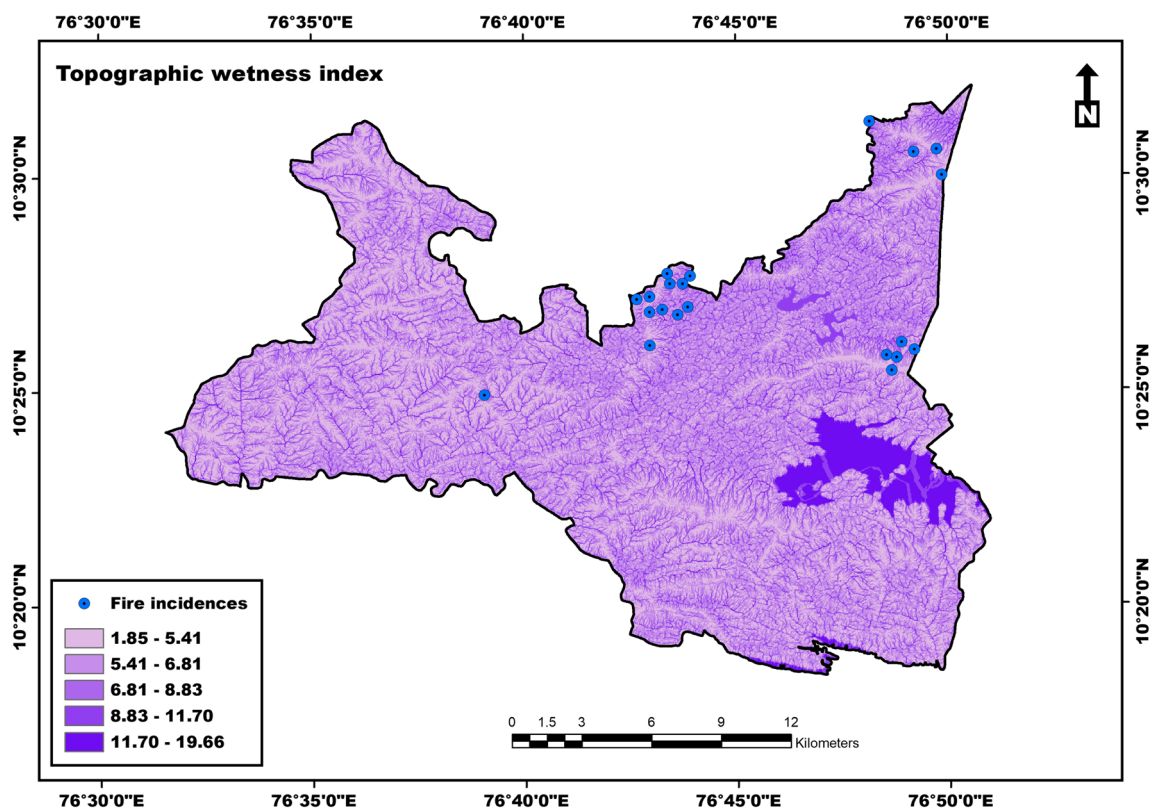 76°30'0"E 76°35'0"E 76°40'0"E 76°45'0"E 76°50'0"E
Topographic wetness index
N
10°30'0"N
10°30'0"N
10°25'0"N
10°25'0"N
10°20'0"N
10°20'0"N
Fire incidences
1.85 - 5.41
5.41 - 6.81
6.81 - 8.83
8.83 - 11.70
11.70 - 19.66
0 1.5 3 6 9 12
Kilometers
76°30'0"E 76°35'0"E 76°40'0"E 76°45'0"E 76°50'0"E